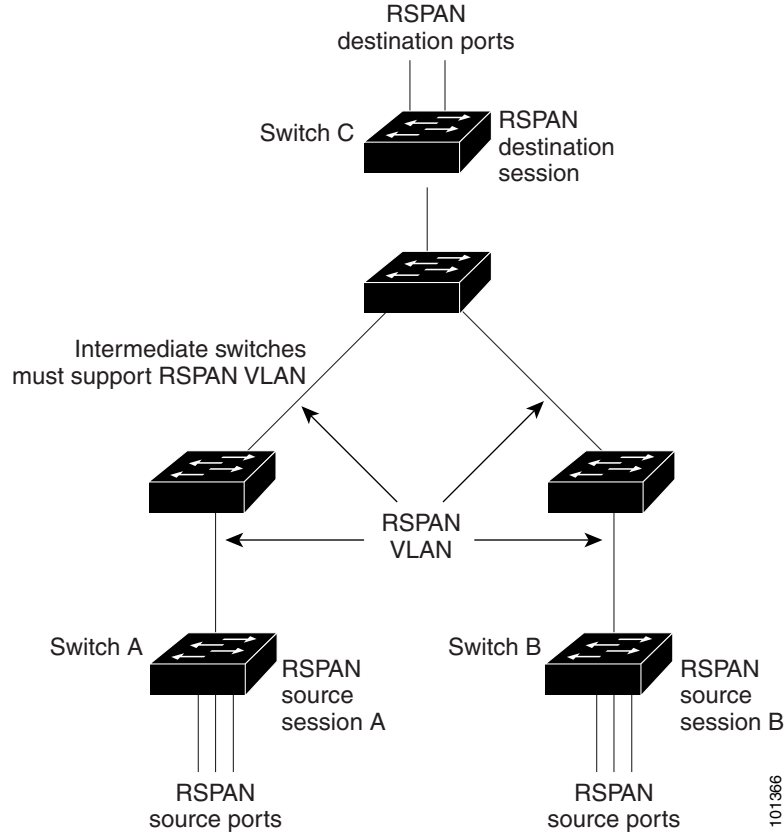 RSPAN
destination ports
Switch C
RSPAN
destination
session
Intermediate switches
must support RSPAN VLAN
RSPAN
VLAN
Switch A
RSPAN
source
session A
Switch B
RSPAN
source
session B
RSPAN
source ports
RSPAN
source ports
101366